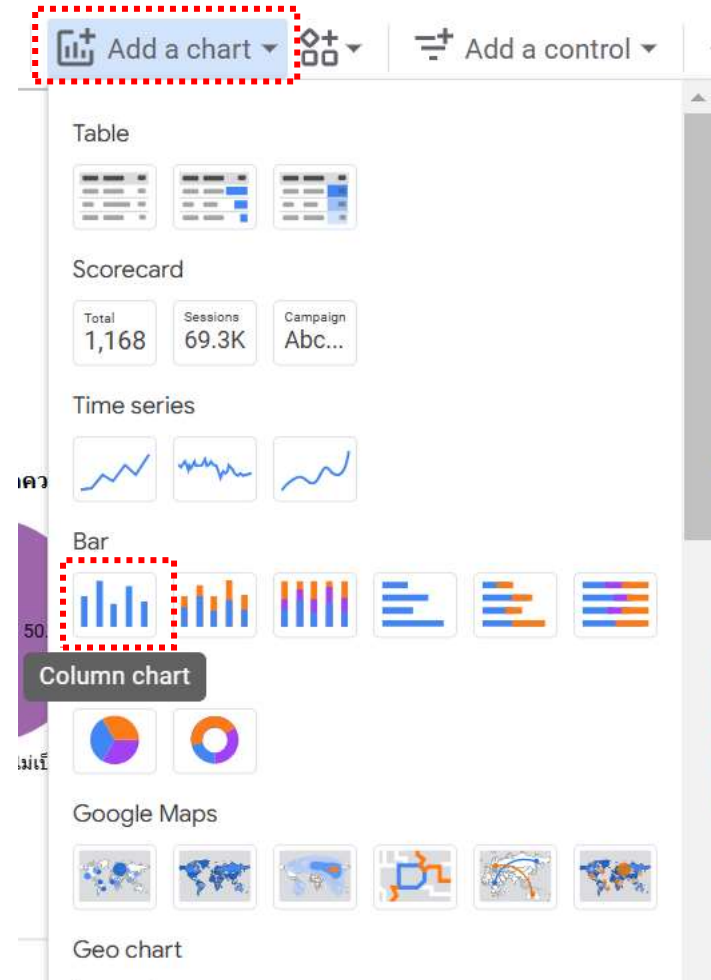 Add a chart
Add a control
Table
Scorecard
Total
1,168
Sessions
69.3K
Campaign
Abc...
Time series
Bar
50.
Column chart
Google Maps
Geo chart